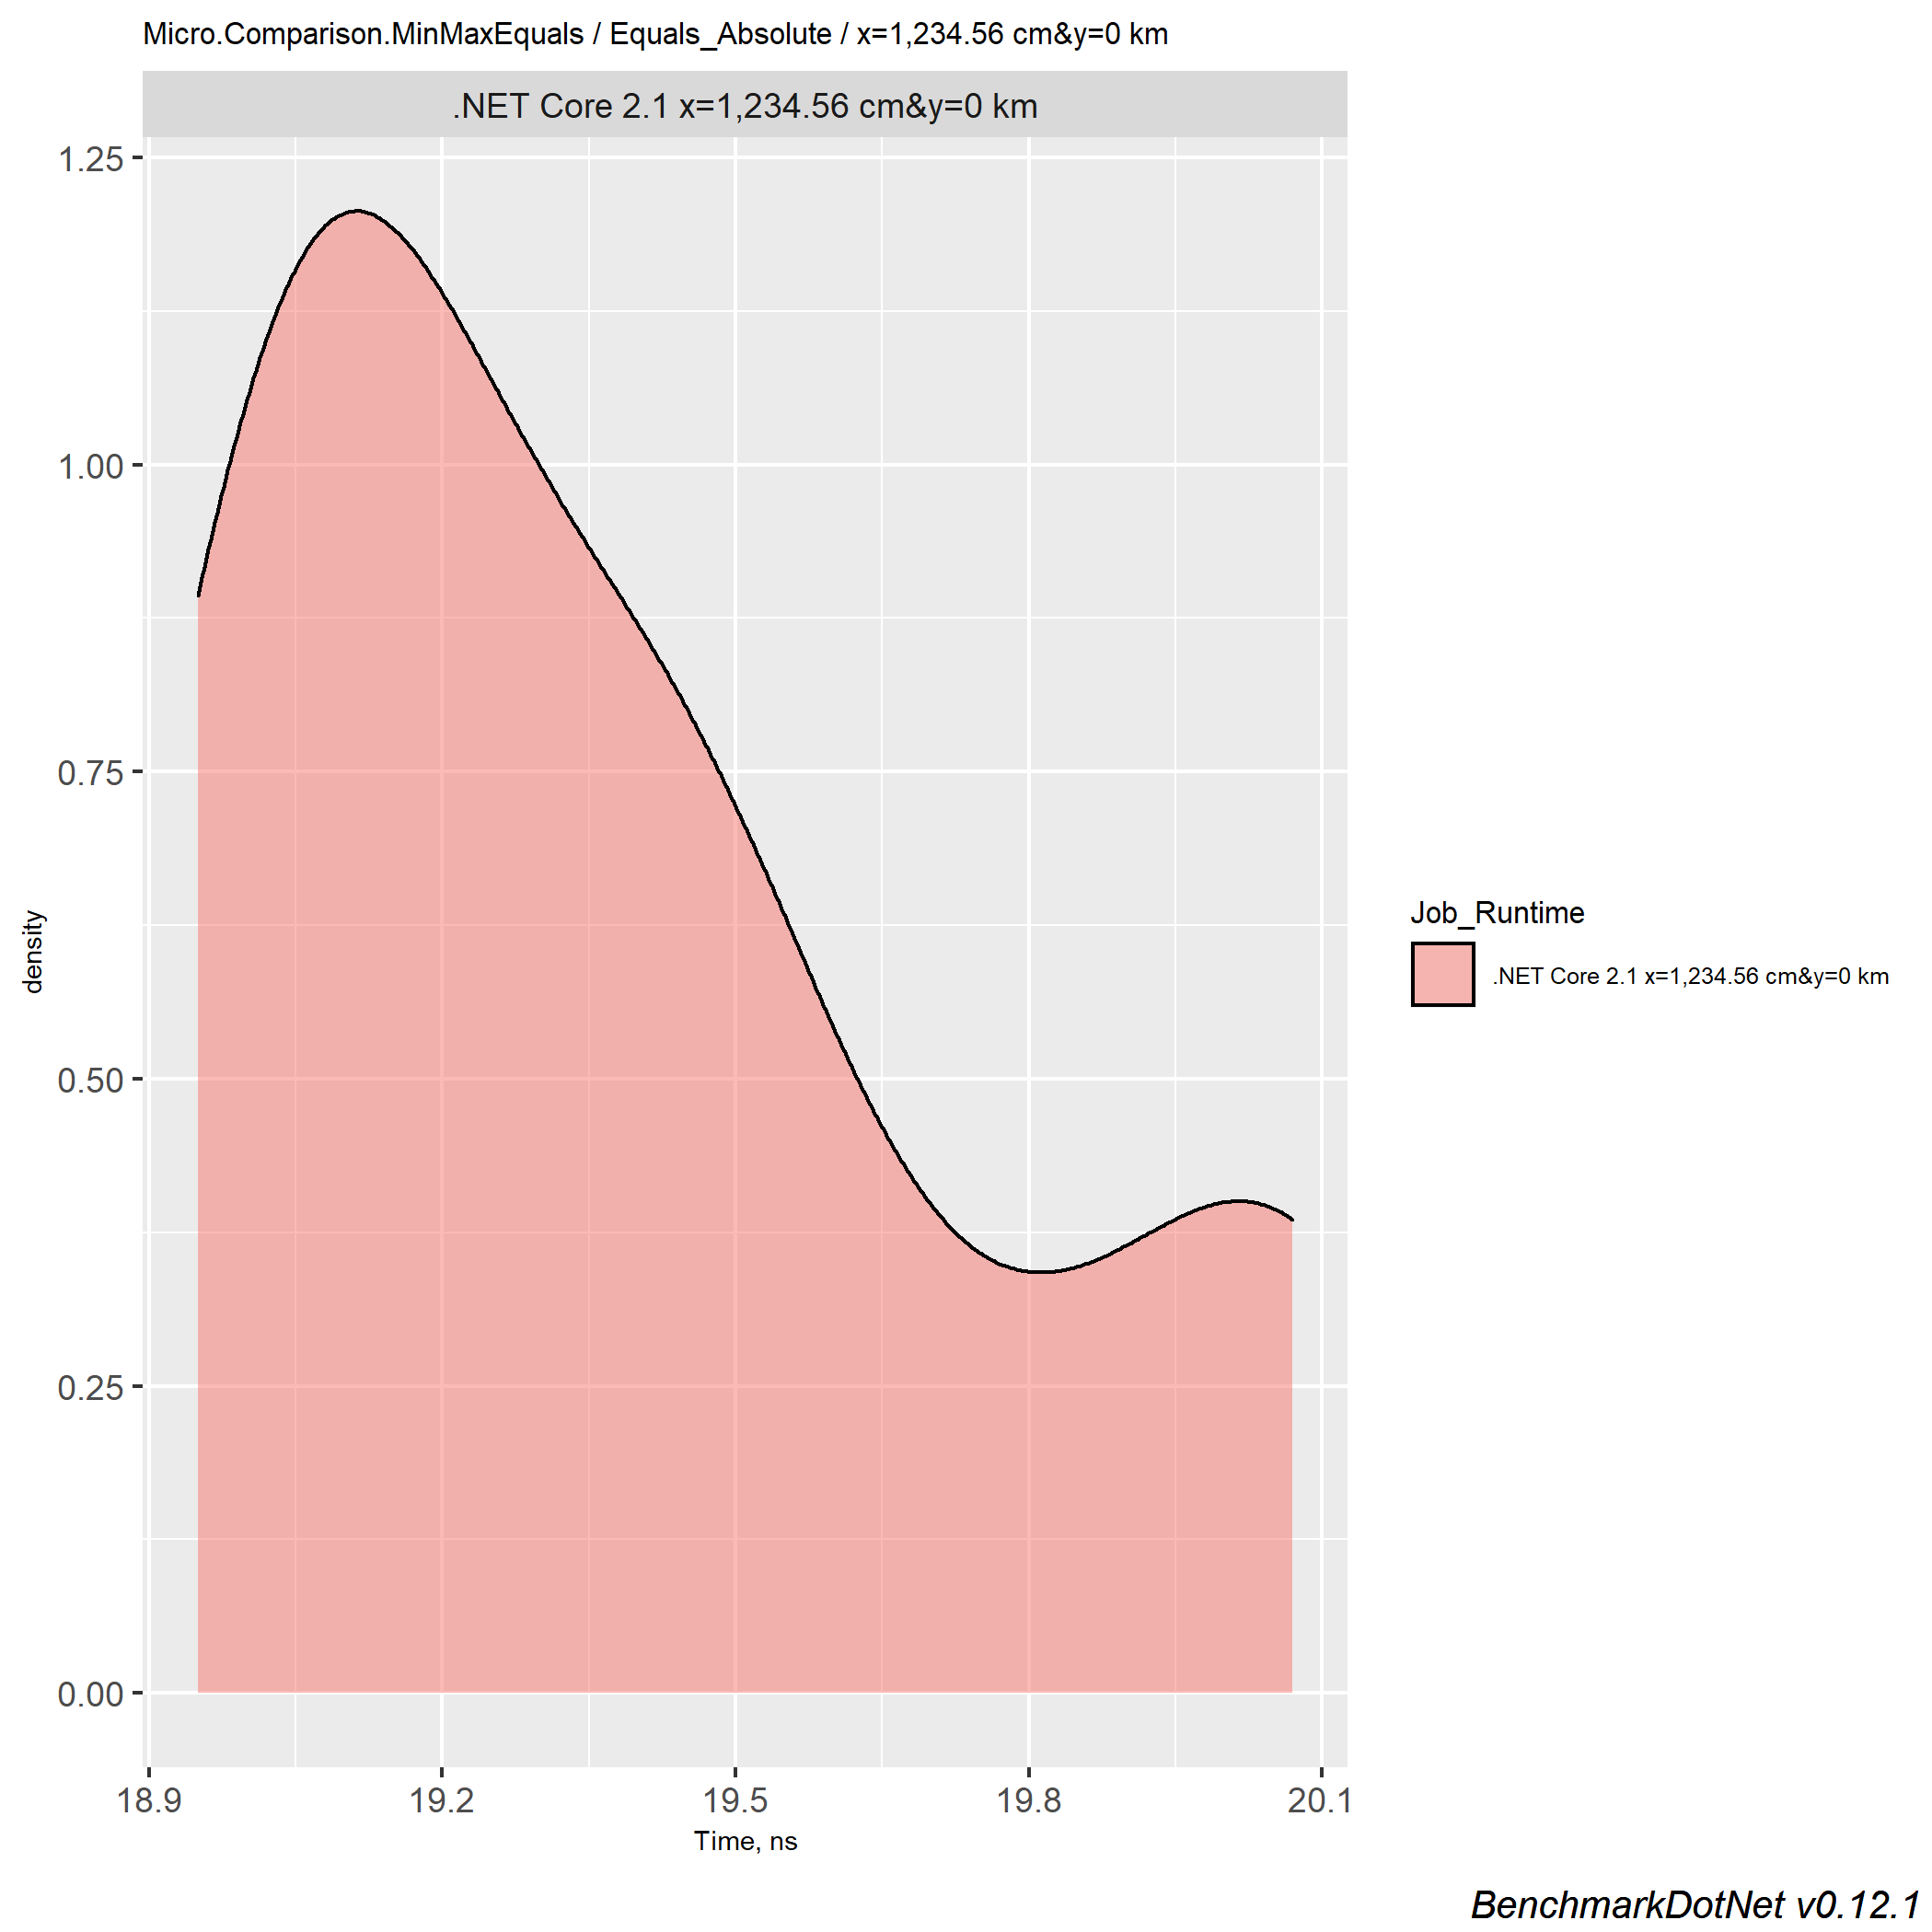 Micro.Comparison.MinMaxEquals / Equals_Absolute / x=1,234.56 cm&y=0 km
.NET Core 2.1 x=1,234.56 cm&y=0 km
1.25
1.00
0.75
0.50
0.25
0.00
density
18.9 19.2 19.5 19.8 20.1
Time, ns
Job_Runtime
.NET Core 2.1 x=1,234.56 cm&y=0 km
BenchmarkDotNet v0.12.1